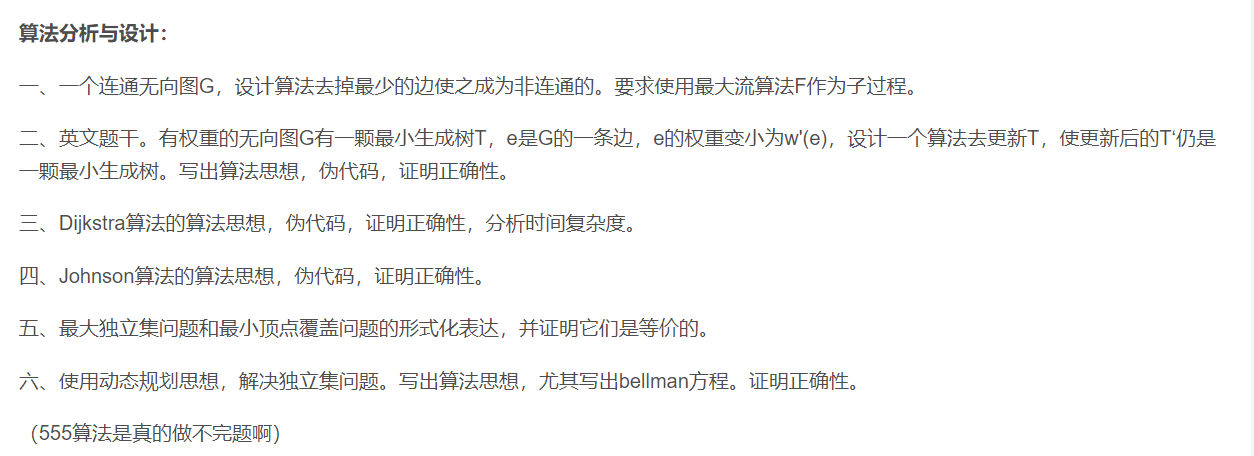 算法分析与设计：
一、一个连通无向图G，设计算法去掉最少的边使之成为非连通的。要求使用最大流算法F作为子过程。
二、英文题干。有权重的无向图G有一颗最小生成树T，e是G的一条边，e的权重变小为w'(e)，设计一个算法去更新T，使更新后的T‘仍是
一颗最小生成树。写出算法思想，伪代码，证明正确性。
三、Dijkstra算法的算法思想，伪代码，证明正确性，分析时间复杂度。
四、Johnson算法的算法思想，伪代码，证明正确性。
五、最大独立集问题和最小顶点覆盖问题的形式化表达，并证明它们是等价的。
六、使用动态规划思想，解决独立集问题。写出算法思想，尤其写出bellman方程。证明正确性。
（555算法是真的做不完题啊）